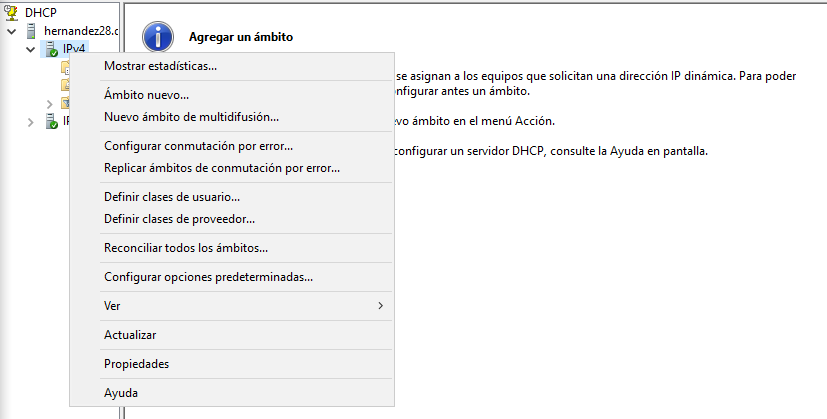 DHCP
hernandez28.c
IPv4
Agregar un ámbito
Mostrar estadísticas...
se asignan a los equipos que solicitan una dirección IP dinámica. Para poder
Ámbito nuevo...
onfigurar antes un ámbito.
Nuevo ámbito de multidifusión...
evo ámbito en el menú Acción.
Configurar conmutación por error...
configurar un servidor DHCP, consulte la Ayuda en pantalla.
Replicar ámbitos de conmutación por error...
Definir clases de usuario...
Definir clases de proveedor...
Reconciliar todos los ámbitos...
Configurar opciones predeterminadas...
Ver
Actualizar
Propiedades
Ayuda